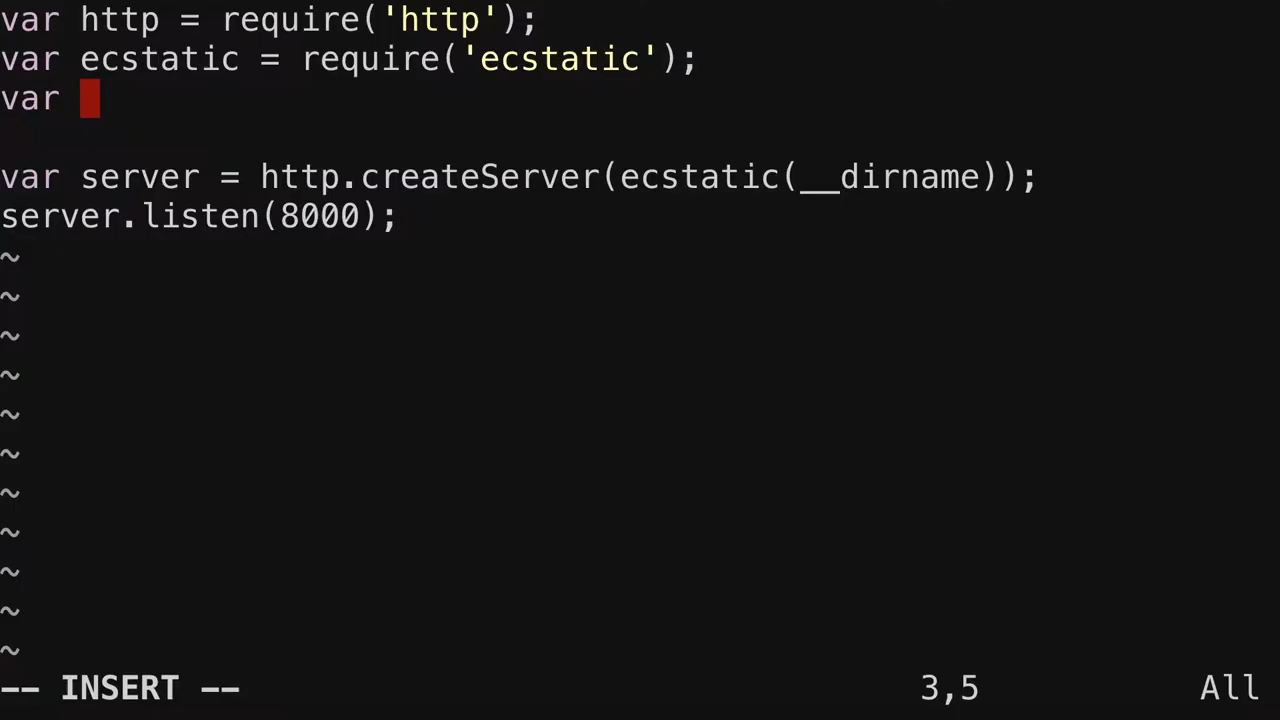 var http = require('http');
var ecstatic = require('ecstatic');
var
var server = http.createServer(ecstatic(__dirname));
server.listen(8000);
~
~
~
~
~
~
~
~
~
~
~
-- INSERT -- 3,5 All